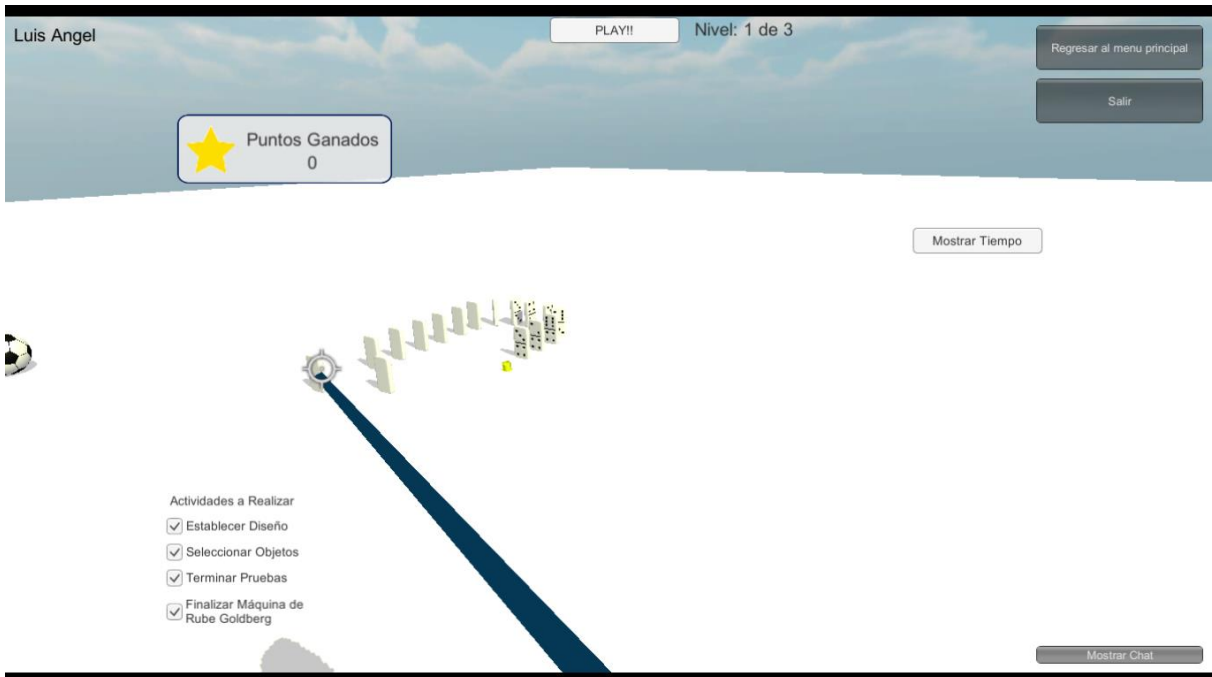 Luis Angel
PLAY!!
Nivel: 1 de 3
Regresar al menu principal
Salir
Puntos Ganados
0
Mostrar Tiempo
Actividades a Realizar
Establecer Diseño
Seleccionar Objetos
Terminar Pruebas
Finalizar Máquina de
Rube Goldberg
Mostrar Chat